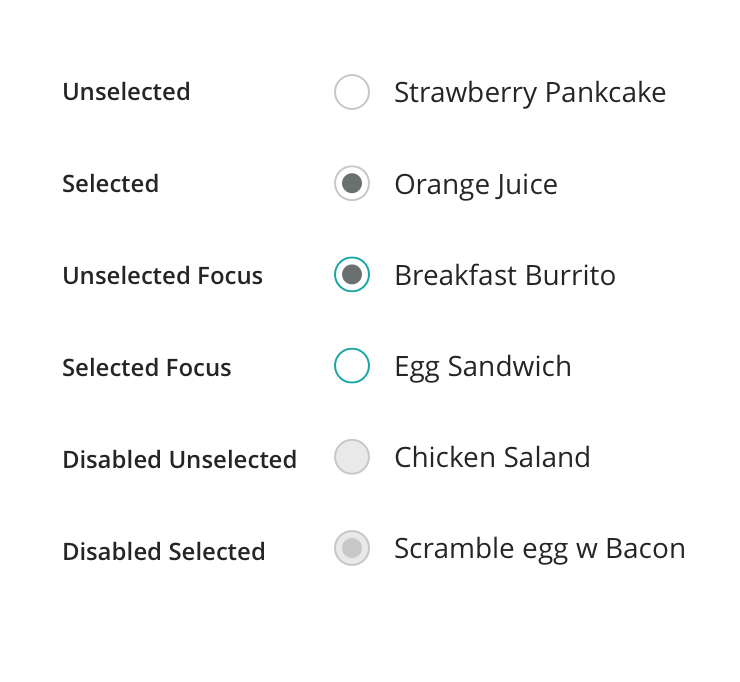 Unselected Strawberry Pankcake
Selected Orange Juice
Unselected Focus Breakfast Burrito
Selected Focus Egg Sandwich
Disabled Unselected Chicken Saland
Disabled Selected Scramble egg w Bacon